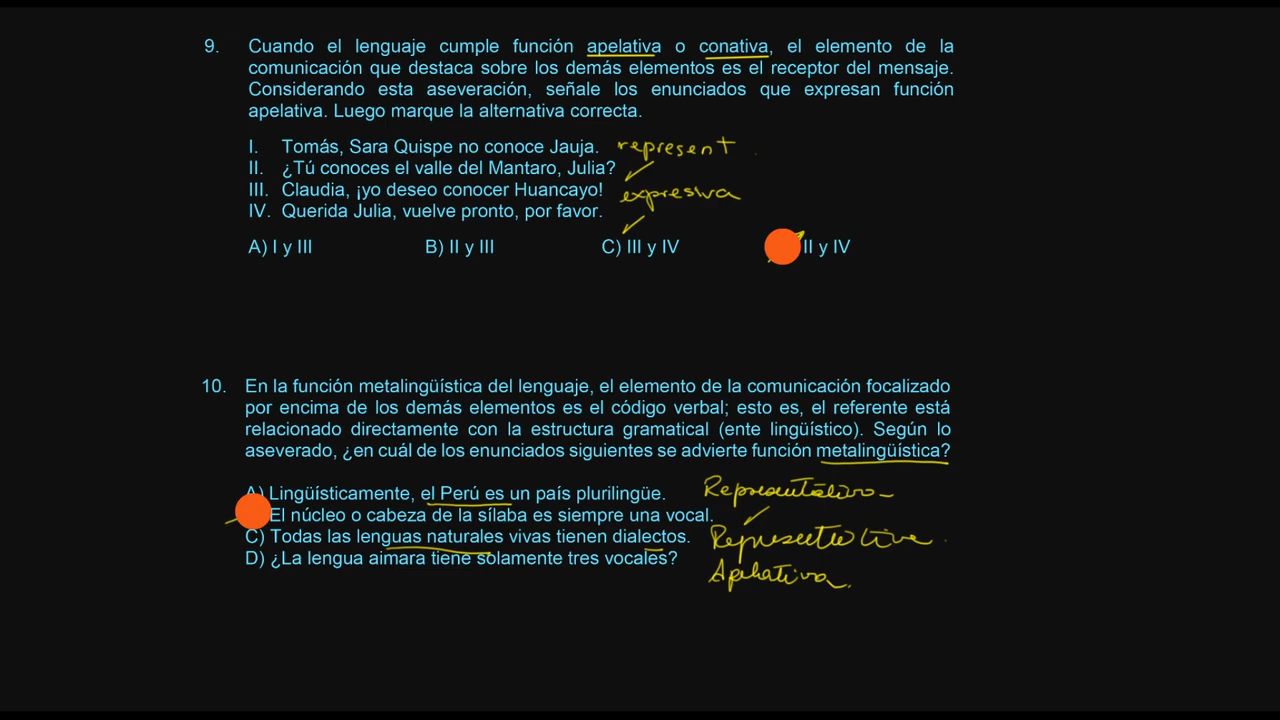 9. Cuando el lenguaje cumple función apelativa o conativa, el elemento de la
comunicación que destaca sobre los demás elementos es el receptor del mensaje.
Considerando esta aseveración, señale los enunciados que expresan función
apelativa. Luego marque la alternativa correcta.
I. Tomás, Sara Quispe no conoce Jauja. represent
II. ¿Tú conoces el valle del Mantaro, Julia?
III. Claudia, ¡yo deseo conocer Huancayo! expresiva
IV. Querida Julia, vuelve pronto, por favor.
A) I y III B) II y III C) III y IV II y IV
10. En la función metalingüística del lenguaje, el elemento de la comunicación focalizado
por encima de los demás elementos es el código verbal; esto es, el referente está
relacionado directamente con la estructura gramatical (ente lingüístico). Según lo
aseverado, ¿en cuál de los enunciados siguientes se advierte función metalingüística?
A) Lingüísticamente, el Perú es un país plurilingüe. Representativa
El núcleo o cabeza de la sílaba es siempre una vocal.
C) Todas las lenguas naturales vivas tienen dialectos. Representativa
D) ¿La lengua aimara tiene solamente tres vocales? Apelativa.